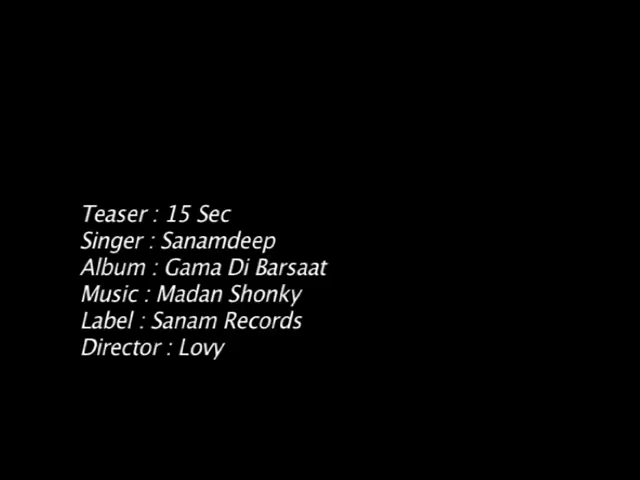 Teaser : 15 Sec
Singer : Sanamdeep
Album : Gama Di Barsaat
Music : Madan Shonky
Label : Sanam Records
Director : Lovy